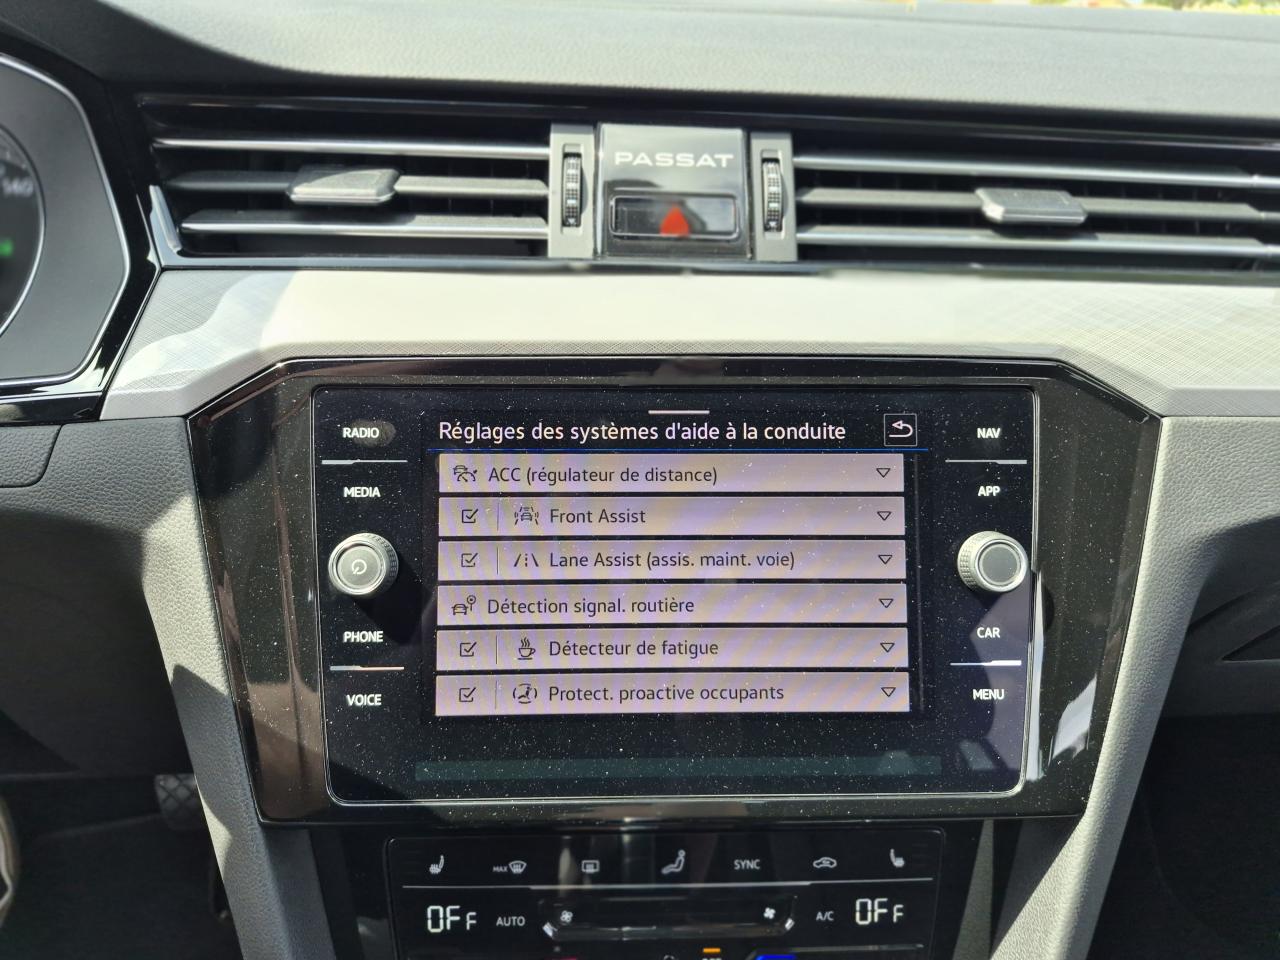 160
PASSAT
RADIO
MEDIA
PHONE
VOICE
Réglages des systèmes d'aide à la conduite
ACC (régulateur de distance)
Front Assist
Lane Assist (assis. maint. voie)
Détection signal. routière
Détecteur de fatigue
Protect. proactive occupants
NAV
APP
CAR
MENU
MAX
SYNC
OFF
AUTO
A/C
OFF